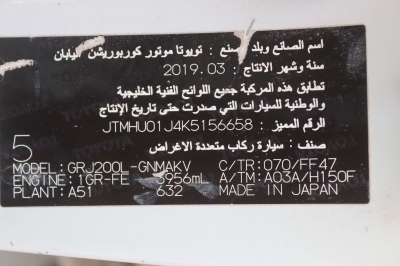 اسم الصانع وبلد الصنع : تويوتا موتور كوربوريشن اليابان
سنة وشهر الانتاج : 2019.03
تطابق هذه المركبة جميع اللوائح الفنية الخليجية
والوطنية للسيارات التي صدرت حتى تاريخ الإنتاج
الرقم المميز : JTMHU01J4K5156658
صنف : سيارة ركاب متعددة الاغراض
5
MODEL: GRJ200L-GNMAKV C/TR: 070/FF47
ENGINE: 1GR-FE 3956mL A/TM: A03A/H150F
PLANT: A51 632 MADE IN JAPAN